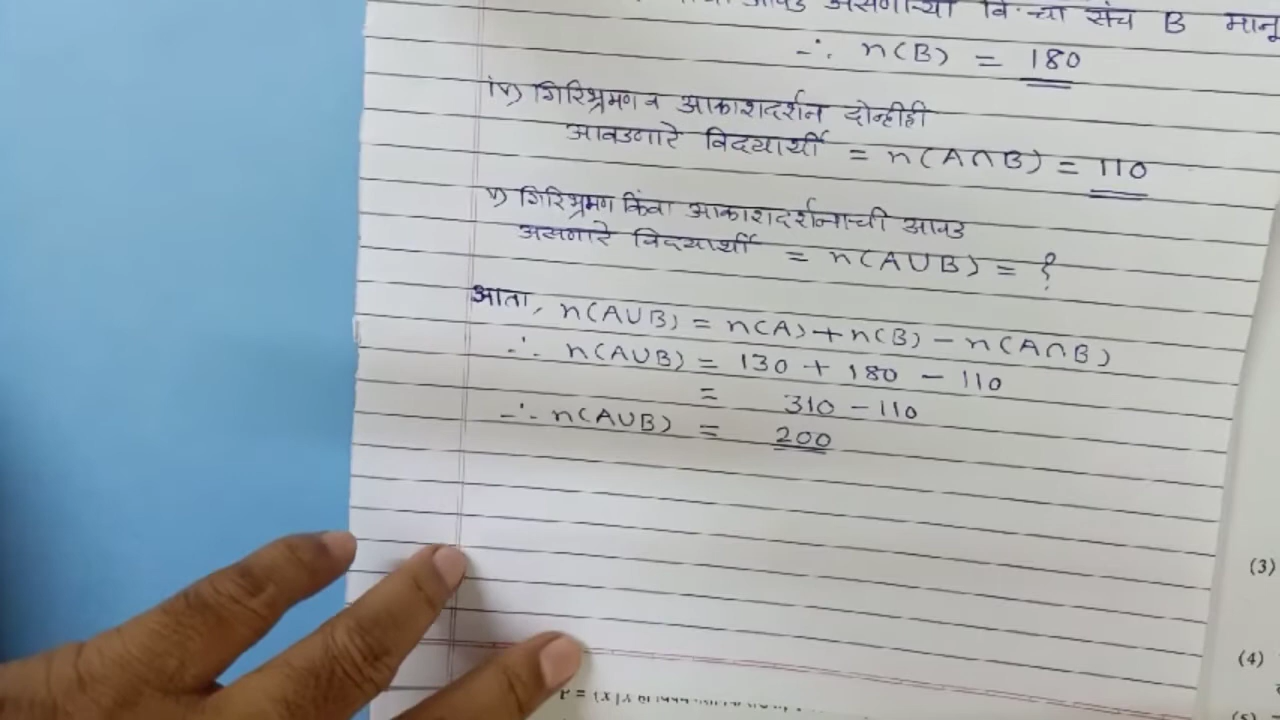 असणाऱ्या वि. चा संच B मानू
∴ n(B) = 180
iv) गिरिभ्रमण व आकाशदर्शन दोन्हीही
आवडणारे विद्यार्थी = n(A∩B) = 110
v) गिरिभ्रमण किंवा आकाशदर्शनाची आवड
असणारे विद्यार्थी = n(A∪B) = ?
आता, n(A∪B) = n(A) + n(B) - n(A∩B)
∴ n(A∪B) = 130 + 180 - 110
= 310 - 110
∴ n(A∪B) = 200
(3)
(4)